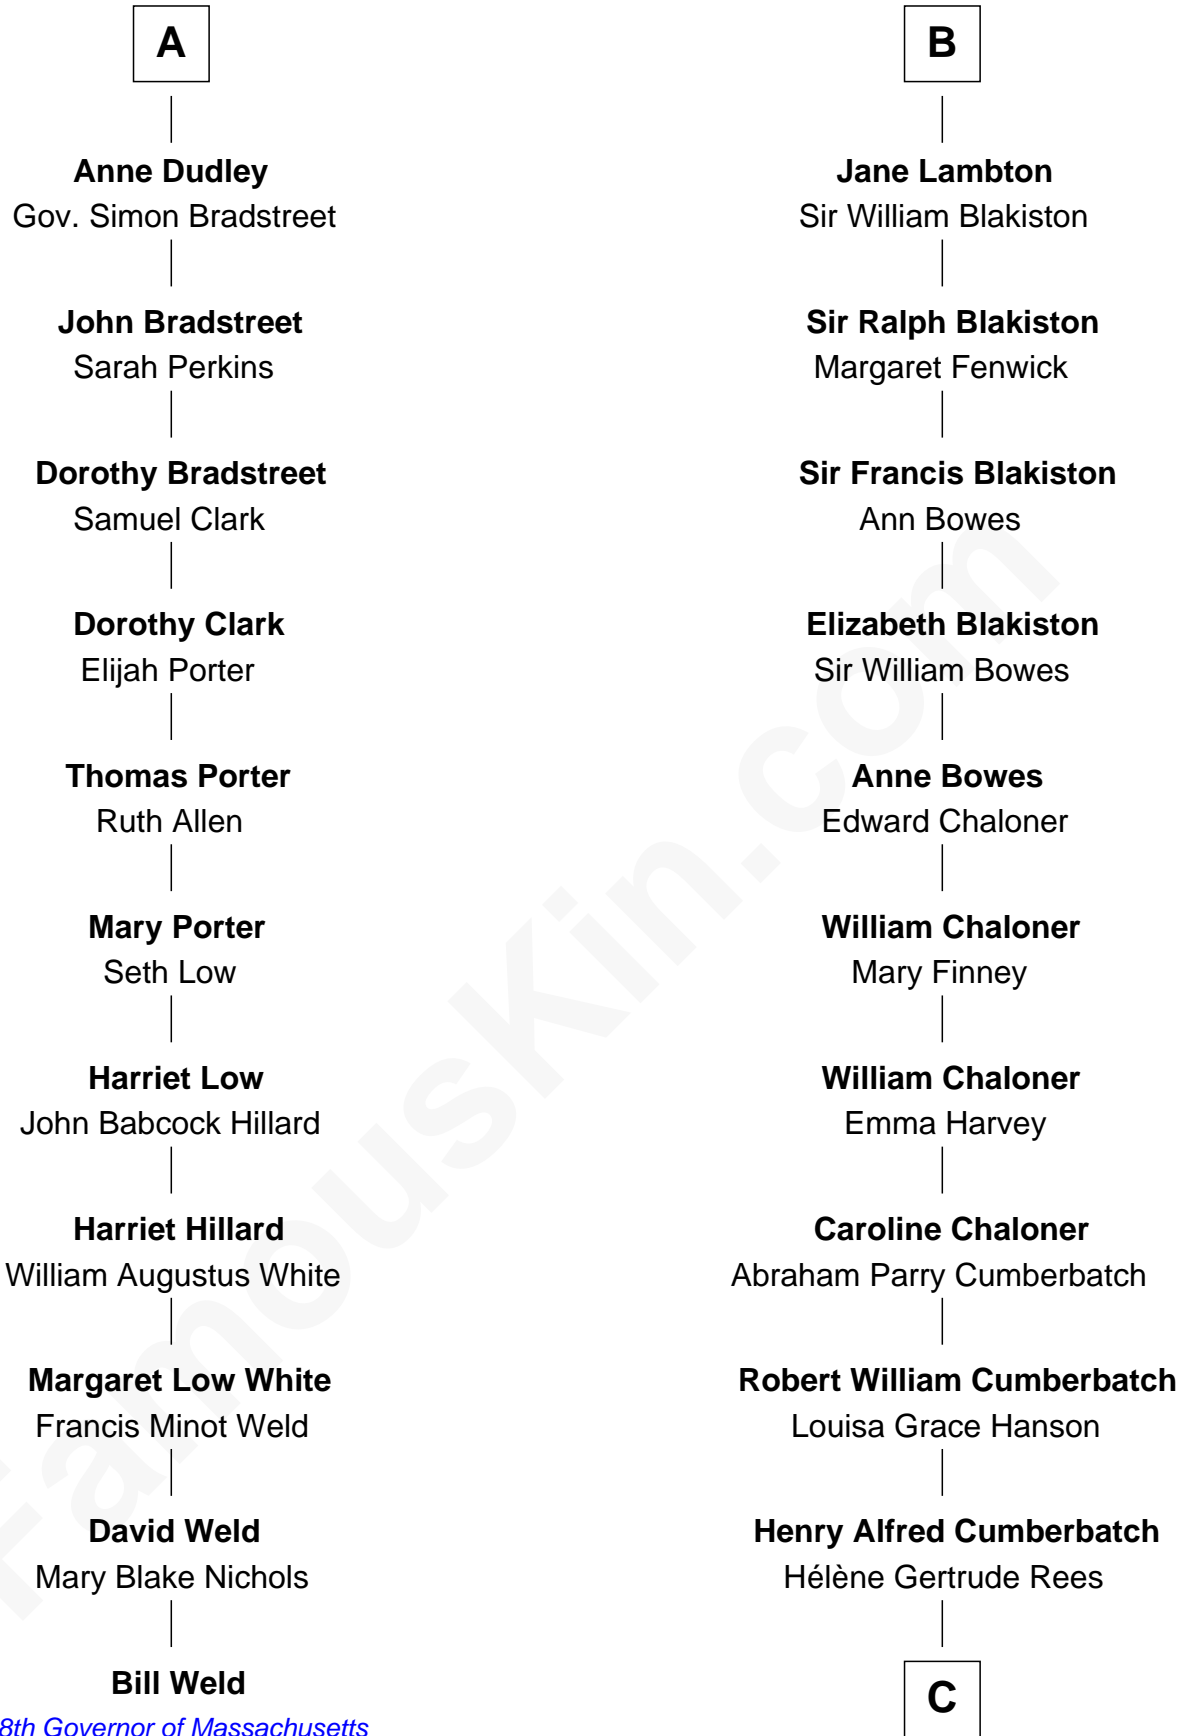 A
Anne Dudley
Gov. Simon Bradstreet
John Bradstreet
Sarah Perkins
Dorothy Bradstreet
Samuel Clark
Dorothy Clark
Elijah Porter
Thomas Porter
Ruth Allen
Mary Porter
Seth Low
Harriet Low
John Babcock Hillard
Harriet Hillard
William Augustus White
Margaret Low White
Francis Minot Weld
David Weld
Mary Blake Nichols
Bill Weld
8th Governor of Massachusetts
B
Jane Lambton
Sir William Blakiston
Sir Ralph Blakiston
Margaret Fenwick
Sir Francis Blakiston
Ann Bowes
Elizabeth Blakiston
Sir William Bowes
Anne Bowes
Edward Chaloner
William Chaloner
Mary Finney
William Chaloner
Emma Harvey
Caroline Chaloner
Abraham Parry Cumberbatch
Robert William Cumberbatch
Louisa Grace Hanson
Henry Alfred Cumberbatch
Hélène Gertrude Rees
C
FamousKin.com